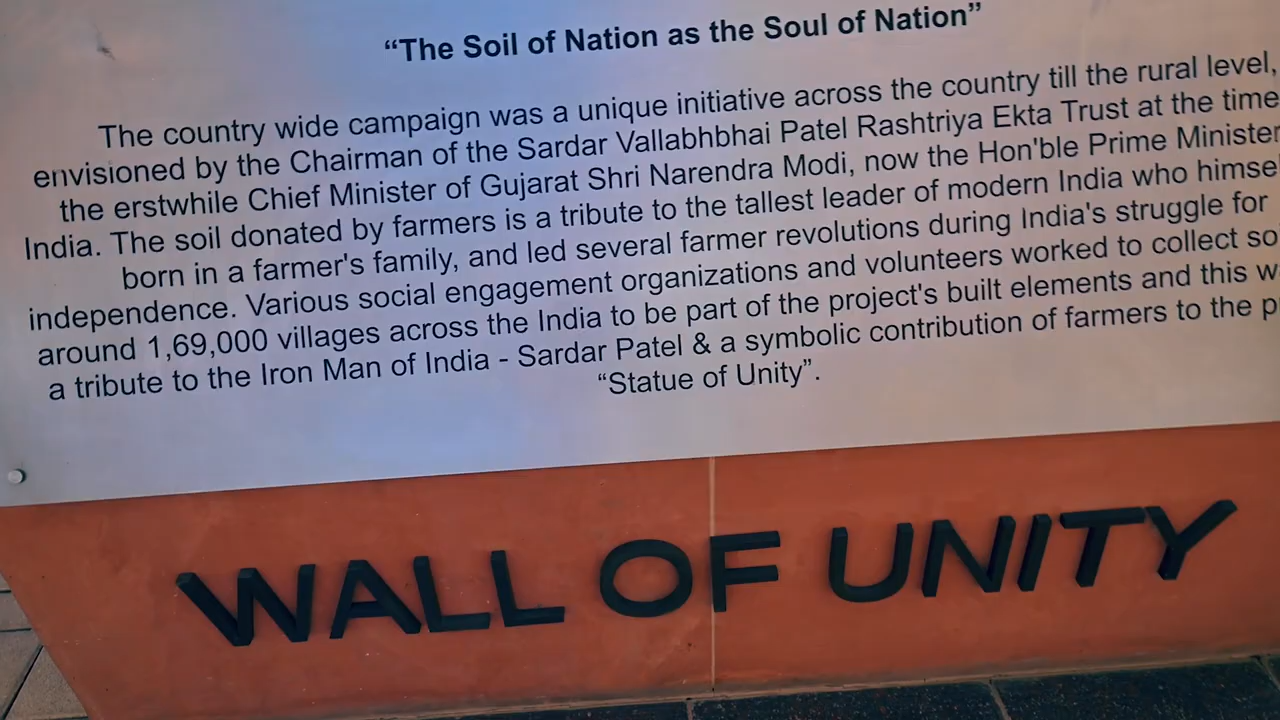 “The Soil of Nation as the Soul of Nation”
The country wide campaign was a unique initiative across the country till the rural level,
envisioned by the Chairman of the Sardar Vallabhbhai Patel Rashtriya Ekta Trust at the time
the erstwhile Chief Minister of Gujarat Shri Narendra Modi, now the Hon'ble Prime Minister
India. The soil donated by farmers is a tribute to the tallest leader of modern India who
born in a farmer's family, and led several farmer revolutions during India's struggle for
independence. Various social engagement organizations and volunteers worked to collect
around 1,69,000 villages across the India to be part of the project's built elements and this
a tribute to the Iron Man of India - Sardar Patel & a symbolic contribution of farmers to the
“Statue of Unity”.
WALL OF UNITY